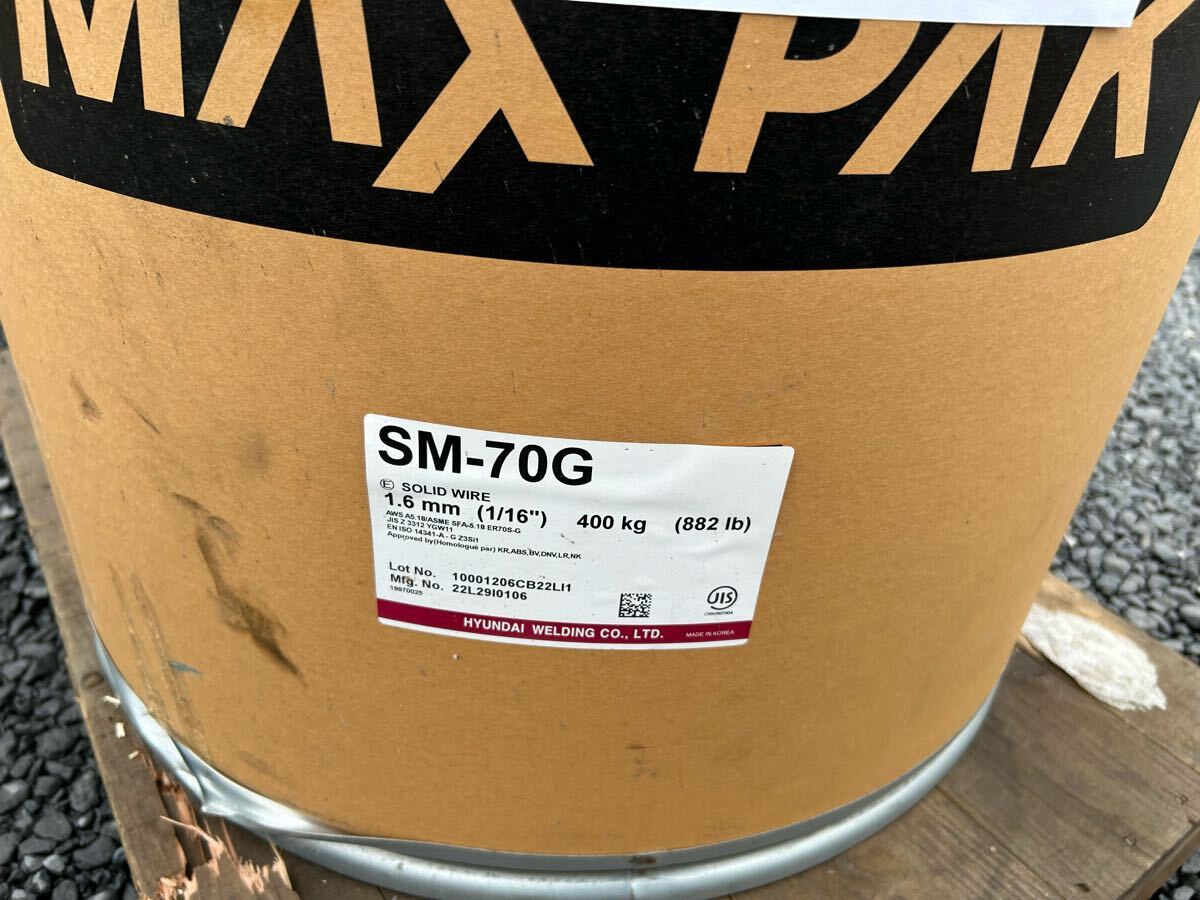 MAX PAK
SM-70G
Ⓔ SOLID WIRE
1.6 mm (1/16") 400 kg (882 lb)
AWS A5.18/ASME SFA-5.18 ER70S-G
JIS Z 3312 YGW11
EN ISO 14341-A - G Z3Si1
Approved by(Homologué par) KR,ABS,BV,DNV,LR,NK
Lot No. 10001206CB22LI1
Mfg. No. 22L29I0106
19970025
JIS
HYUNDAI WELDING CO., LTD. MADE IN KOREA